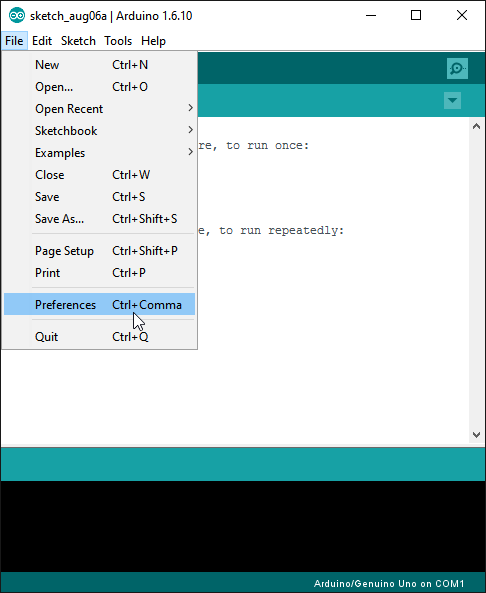 sketch_aug06a | Arduino 1.6.10
File Edit Sketch Tools Help
New Ctrl+N
Open... Ctrl+O
Open Recent
Sketchbook
Examples
Close Ctrl+W
Save Ctrl+S
Save As... Ctrl+Shift+S
Page Setup Ctrl+Shift+P
Print Ctrl+P
Preferences Ctrl+Comma
Quit Ctrl+Q
re, to run once:
e, to run repeatedly:
Arduino/Genuino Uno on COM1